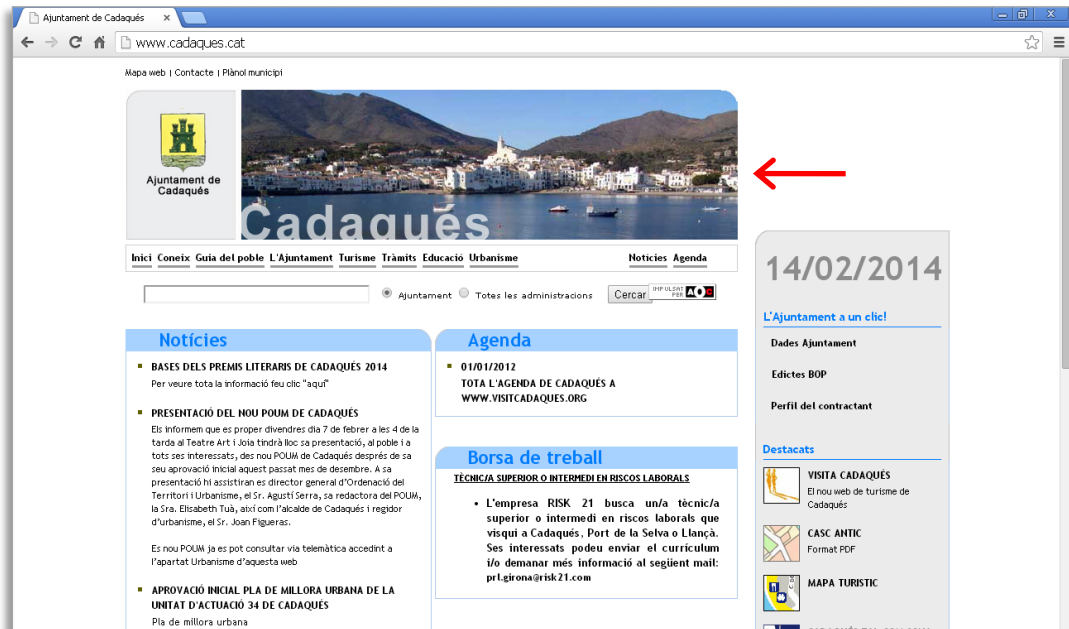 Ajuntament de Cadaqués
www.cadaques.cat
Mapa web | Contacte | Plànol municipi
Ajuntament de
Cadaqués
Cadaqués
Inici Coneix Guia del poble L'Ajuntament Turisme Tràmits Educació Urbanisme Notícies Agenda
Ajuntament Totes les administracions Cercar
IMPULSAT
PER AOC
Notícies
BASES DELS PREMIS LITERARIS DE CADAQUÉS 2014
Per veure tota la informació feu clic "aquí"
PRESENTACIÓ DEL NOU POUM DE CADAQUÉS
Els informem que es proper divendres dia 7 de febrer a les 4 de la
tarda al Teatre Art i Joia tindrà lloc sa presentació, al poble i a
tots ses interessats, des nou POUM de Cadaqués després de sa
seu aprovació inicial aquest passat mes de desembre. A sa
presentació hi assistiran es director general d'Ordenació del
Territori i Urbanisme, el Sr. Agustí Serra, sa redactora del POUM,
la Sra. Elisabeth Tuà, així com l'alcalde de Cadaqués i regidor
d'urbanisme, el Sr. Joan Figueras.
Es nou POUM ja es pot consultar via telemàtica accedint a
l'apartat Urbanisme d'aquesta web
APROVACIÓ INICIAL PLA DE MILLORA URBANA DE LA
UNITAT D'ACTUACIÓ 34 DE CADAQUÉS
Pla de millora urbana
Agenda
01/01/2012
TOTA L'AGENDA DE CADAQUÉS A
WWW.VISITCADAQUES.ORG
Borsa de treball
TÈCNIC/A SUPERIOR O INTERMEDI EN RISCOS LABORALS
L'empresa RISK 21 busca un/a tècnic/a
superior o intermedi en riscos laborals que
visqui a Cadaqués, Port de la Selva o Llançà.
Ses interessats podeu enviar el currículum
i/o demanar més informació al següent mail:
prl.girona@risk21.com
14/02/2014
L'Ajuntament a un clic!
Dades Ajuntament
Edictes BOP
Perfil del contractant
Destacats
VISITA CADAQUÉS
El nou web de turisme de
Cadaqués
CASC ANTIC
Format PDF
MAPA TURISTIC